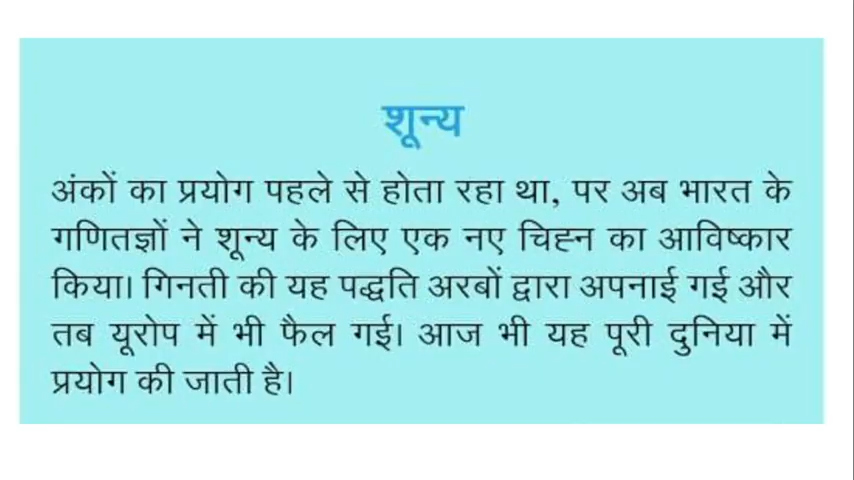 शून्य
अंकों का प्रयोग पहले से होता रहा था, पर अब भारत के
गणितज्ञों ने शून्य के लिए एक नए चिह्न का आविष्कार
किया। गिनती की यह पद्धति अरबों द्वारा अपनाई गई और
तब यूरोप में भी फैल गई। आज भी यह पूरी दुनिया में
प्रयोग की जाती है।